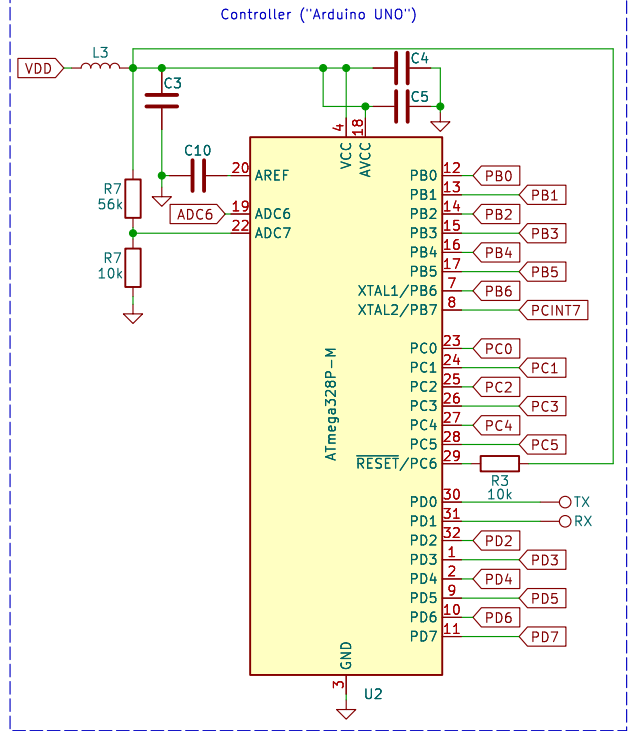 Controller ("Arduino UNO")
VDD
L3
C3
C4
C5
4
18
VCC
AVCC
C10
20
AREF
R7
56k
ADC6
19
ADC6
22
ADC7
R7
10k
PB0
12
PB0
PB1
13
PB1
PB2
14
PB2
PB3
15
PB3
PB4
16
PB4
PB5
17
PB5
XTAL1/PB6
7
PB6
XTAL2/PB7
8
PCINT7
ATmega328P-M
PC0
23
PC0
PC1
24
PC1
PC2
25
PC2
PC3
26
PC3
PC4
27
PC4
PC5
28
PC5
RESET/PC6
29
R3
10k
PD0
30
TX
PD1
31
RX
PD2
32
PD2
PD3
1
PD3
PD4
2
PD4
PD5
9
PD5
PD6
10
PD6
PD7
11
PD7
GND
3
U2